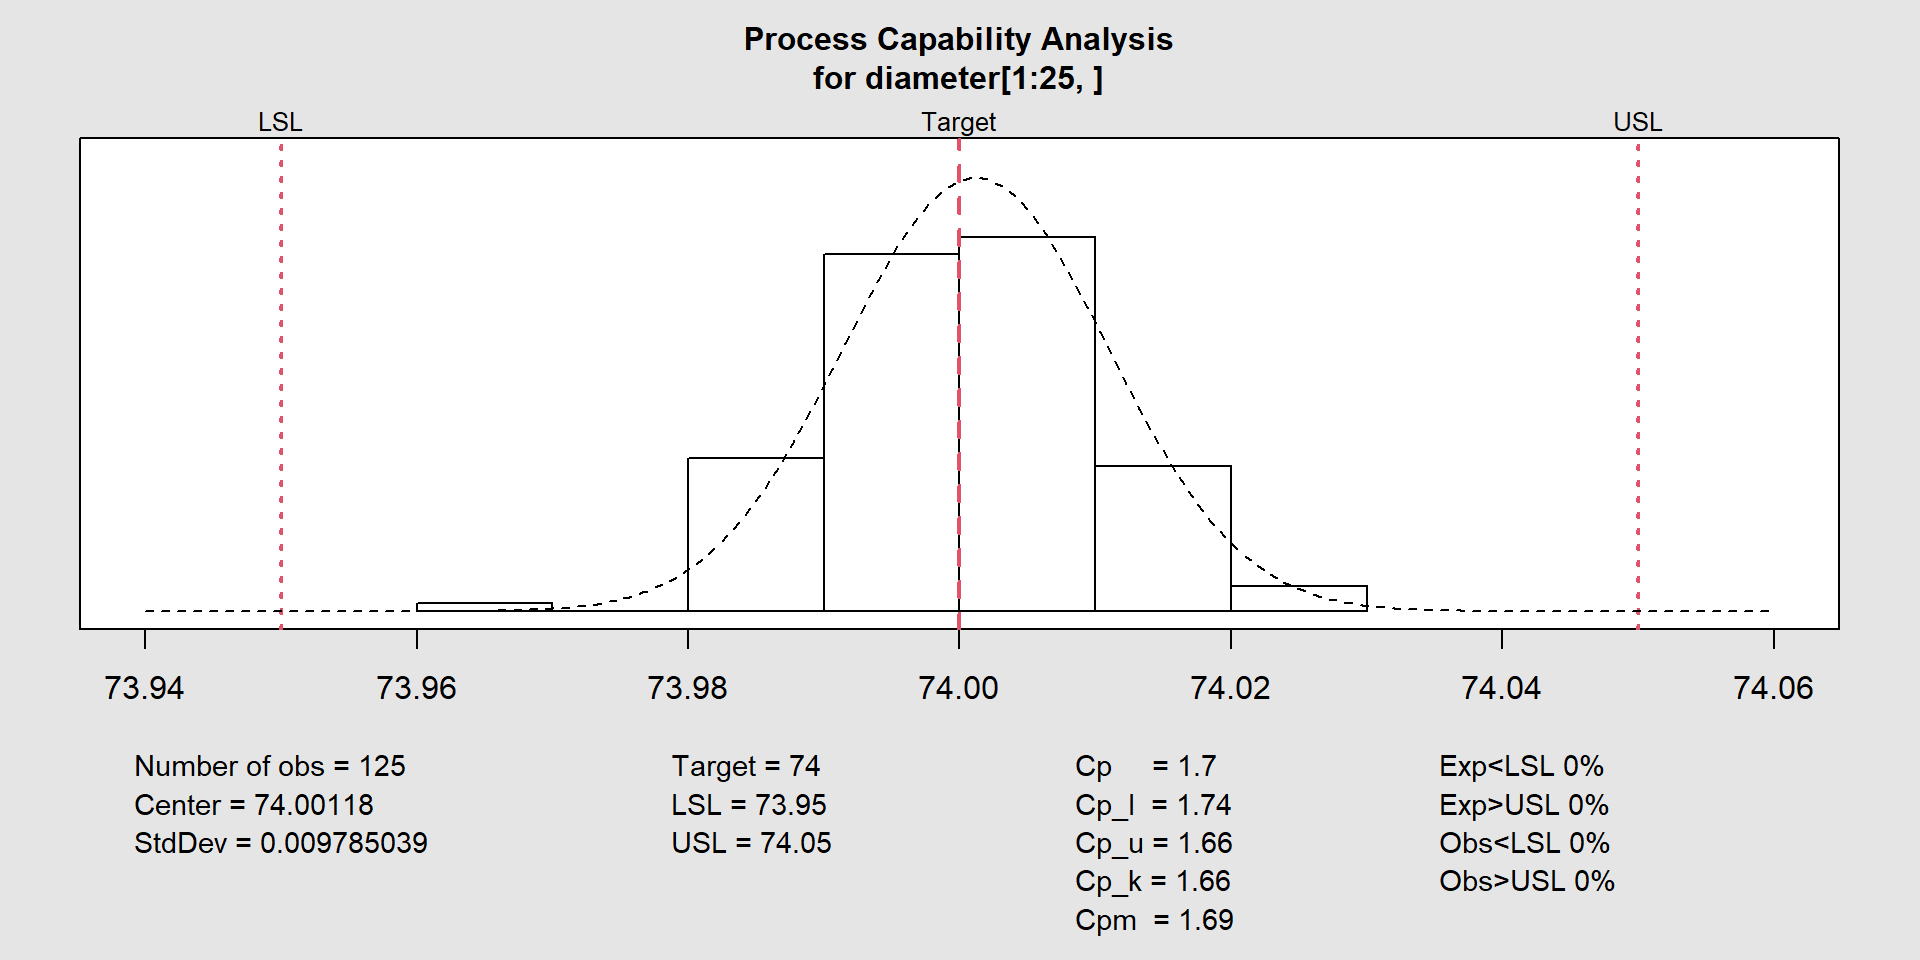 Process Capability Analysis
for diameter[1:25, ]
LSL Target USL
73.94 73.96 73.98 74.00 74.02 74.04 74.06
Number of obs = 125
Center = 74.00118
StdDev = 0.009785039
Target = 74
LSL = 73.95
USL = 74.05
Cp = 1.7
Cp_l = 1.74
Cp_u = 1.66
Cp_k = 1.66
Cpm = 1.69
Exp<LSL 0%
Exp>USL 0%
Obs<LSL 0%
Obs>USL 0%